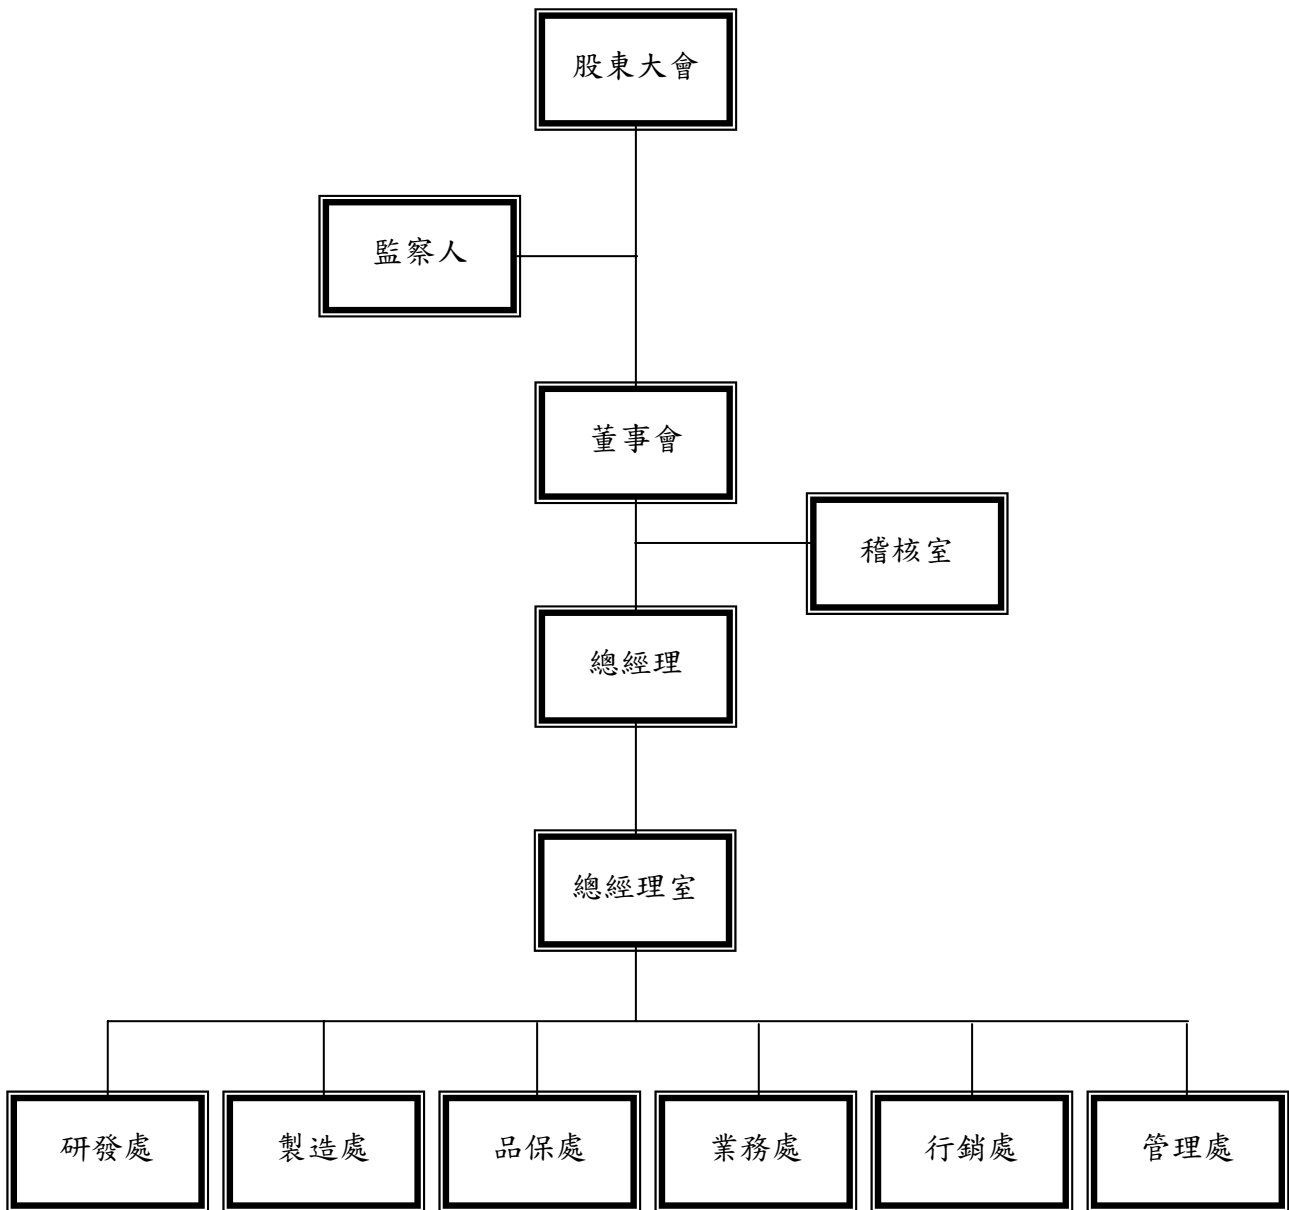 股東大會
監察人
董事會
稽核室
總經理
總經理室
研發處
製造處
品保處
業務處
行銷處
管理處